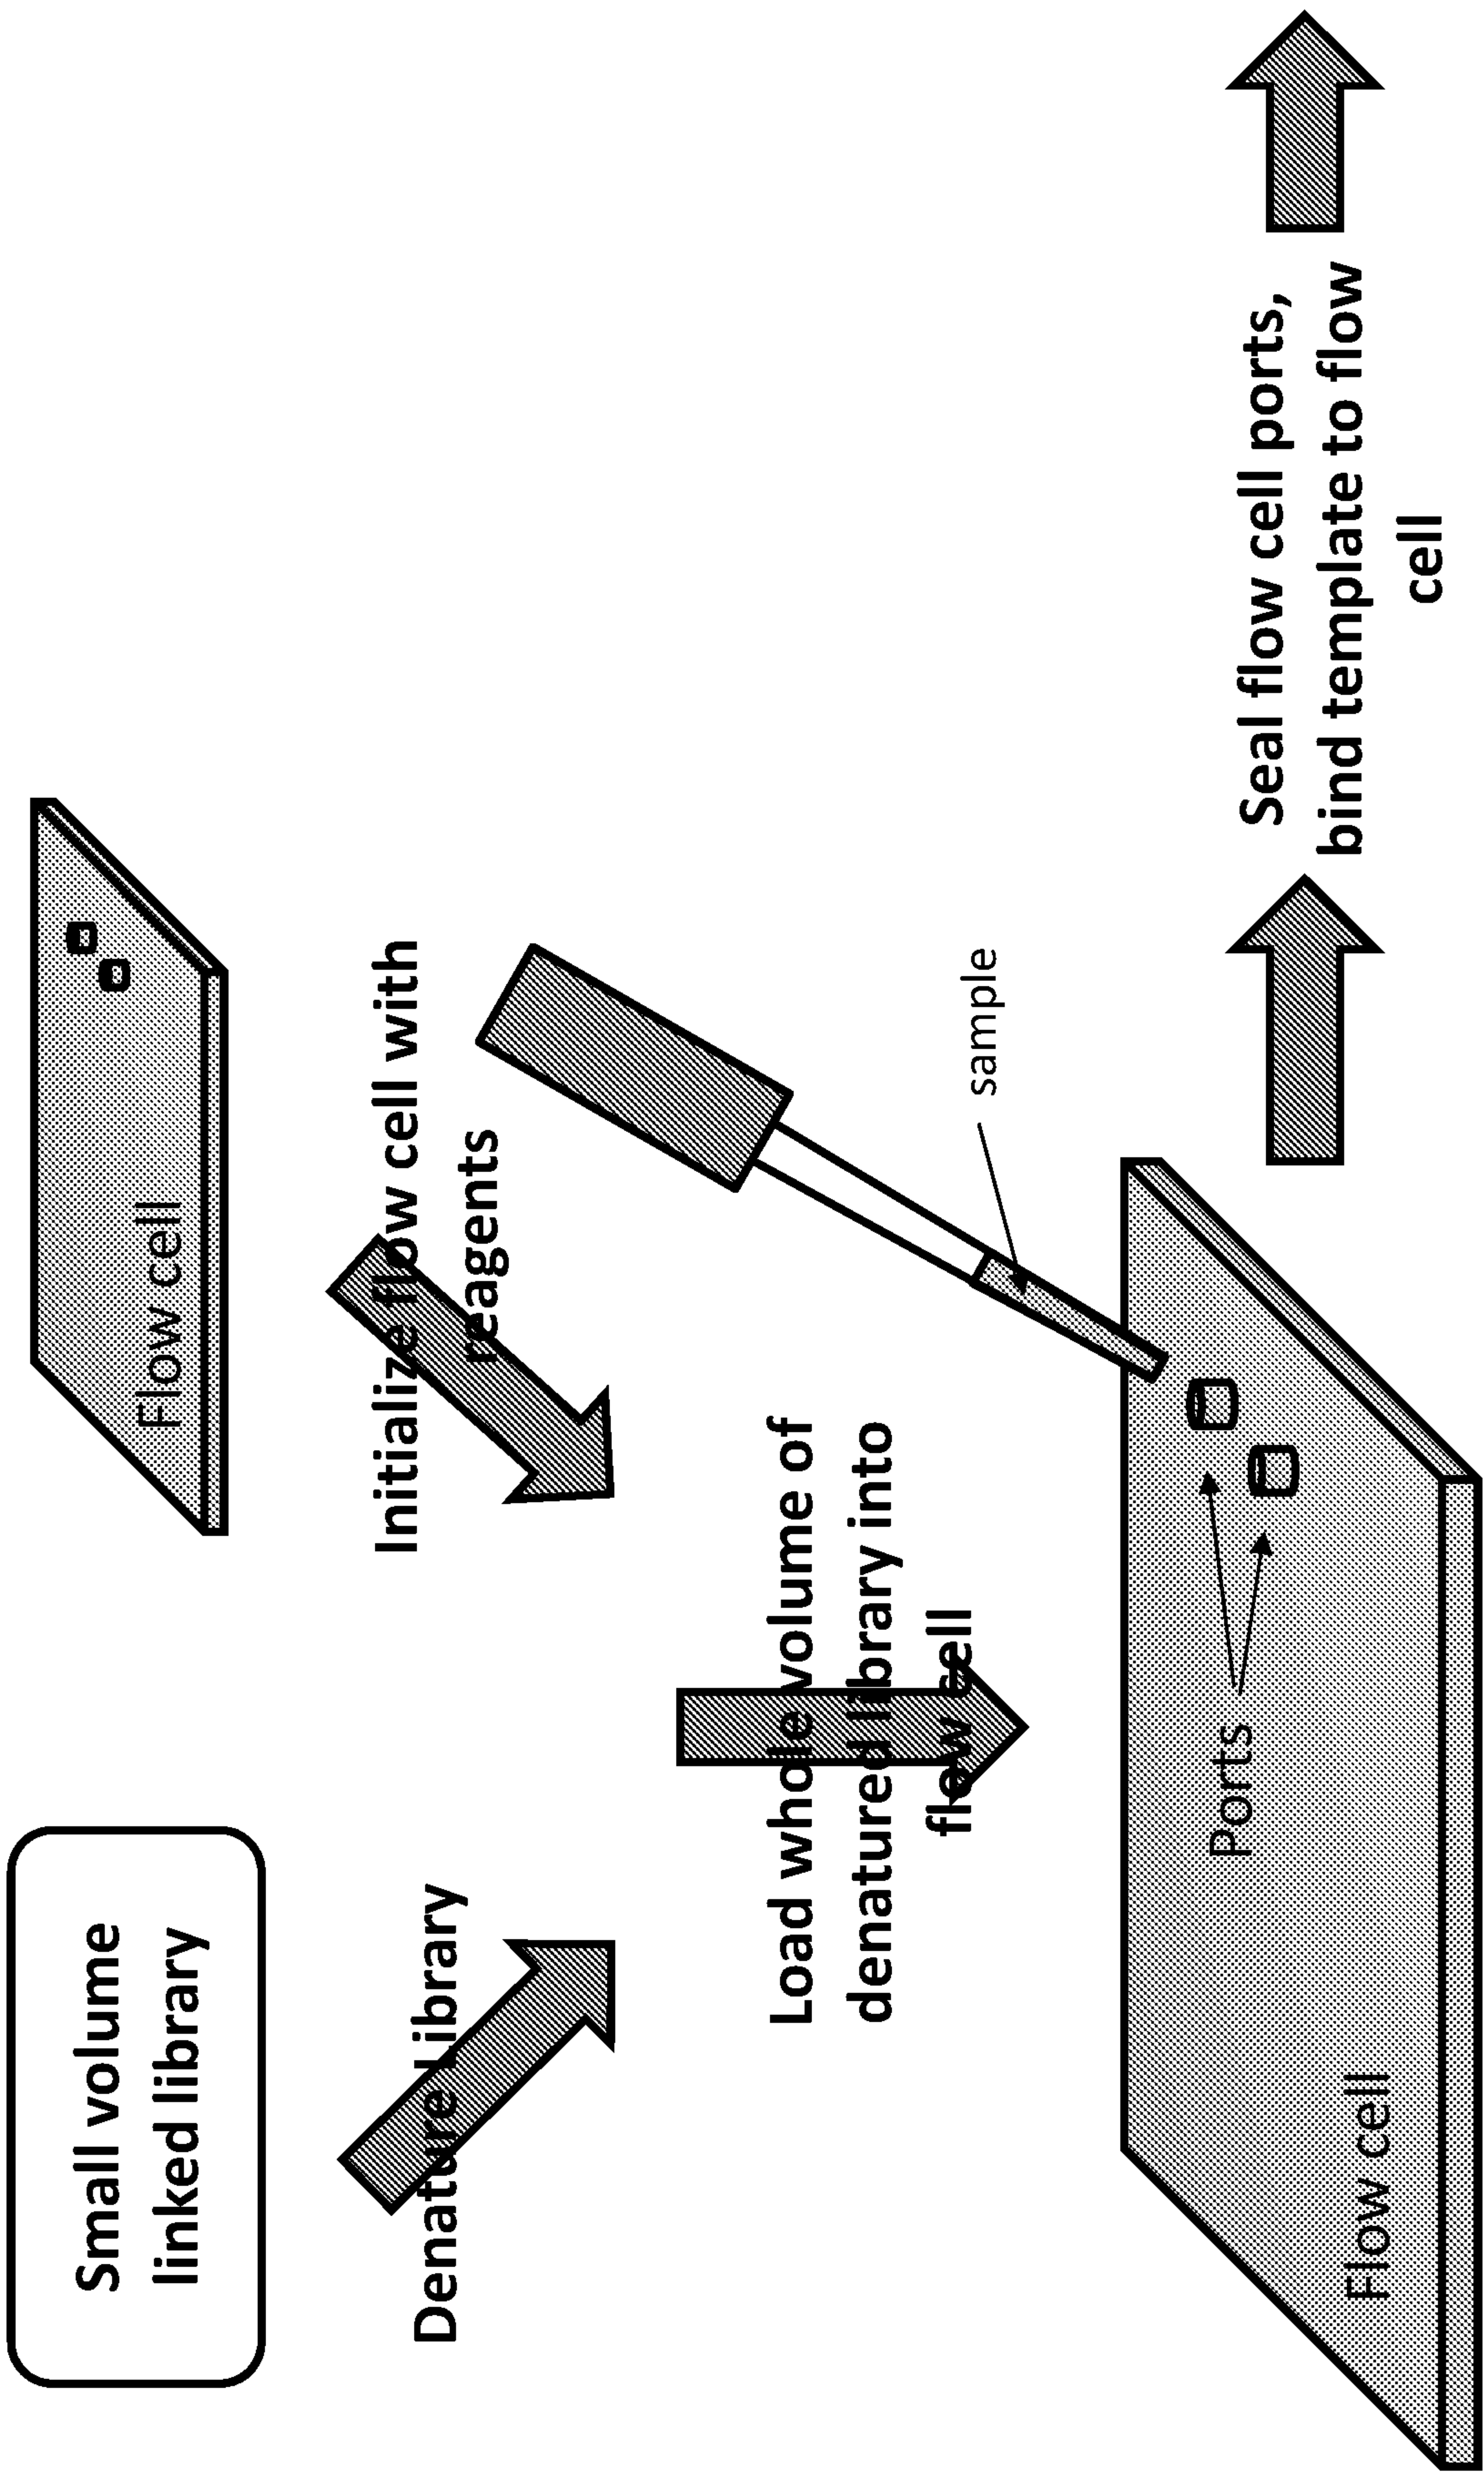 Small volume
linked library
Flow cell
Denature Library
Initialize flow cell with
reagents
Load whole volume of
denatured library into
flow cell
sample
Ports
Flow cell
Seal flow cell ports,
bind template to flow
cell